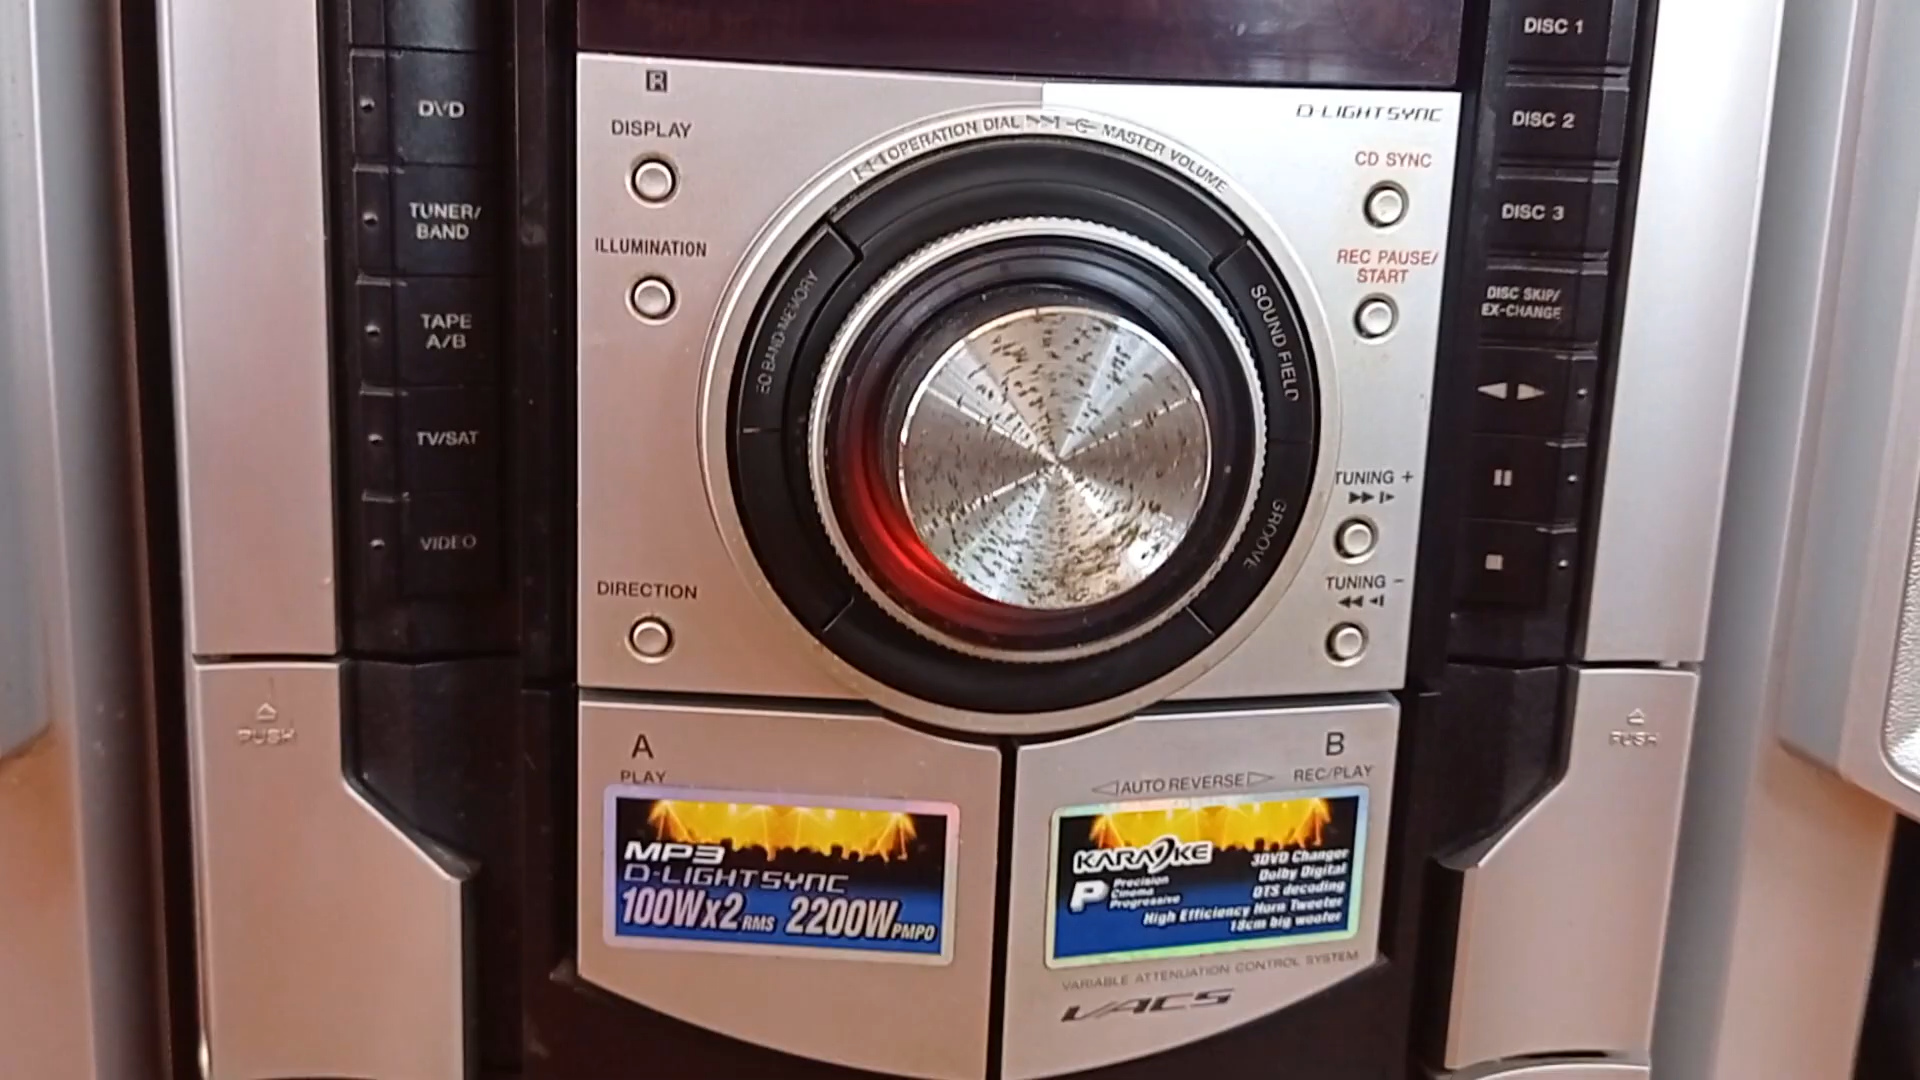 DVD
TUNER/
BAND
TAPE
A/B
TV/SAT
VIDEO
PUSH
R
DISPLAY
ILLUMINATION
DIRECTION
OPERATION DIAL
MASTER VOLUME
EQ BAND/MEMORY
SOUND FIELD
GROOVE
D-LIGHTSYNC
CD SYNC
REC PAUSE/
START
TUNING +
TUNING -
DISC 1
DISC 2
DISC 3
DISC SKIP/
EX-CHANGE
PUSH
A
PLAY
MP3
D-LIGHTSYNC
100Wx2 RMS 2200W PMPO
B
AUTO REVERSE REC/PLAY
KARAOKE
P Precision
Cinema
Progressive
3DVD Changer
Dolby Digital
DTS decoding
High Efficiency Horn Tweeter
18cm big woofer
VARIABLE ATTENUATION CONTROL SYSTEM
VACS